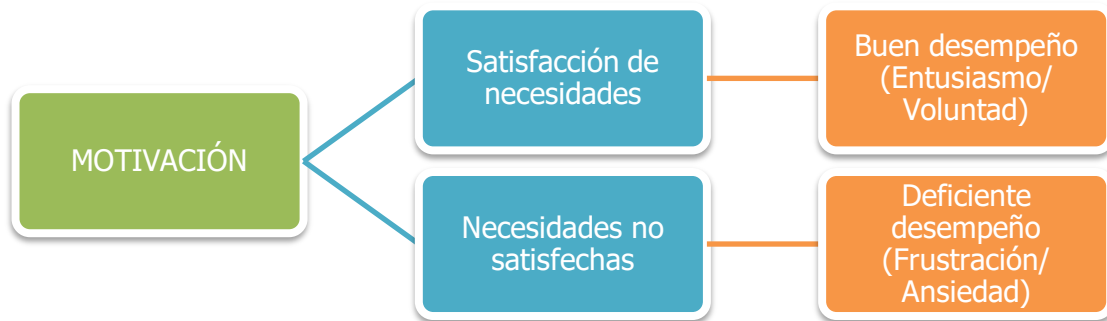 MOTIVACIÓN
Satisfacción de
necesidades
Buen desempeño
(Entusiasmo/
Voluntad)
Necesidades no
satisfechas
Deficiente
desempeño
(Frustración/
Ansiedad)